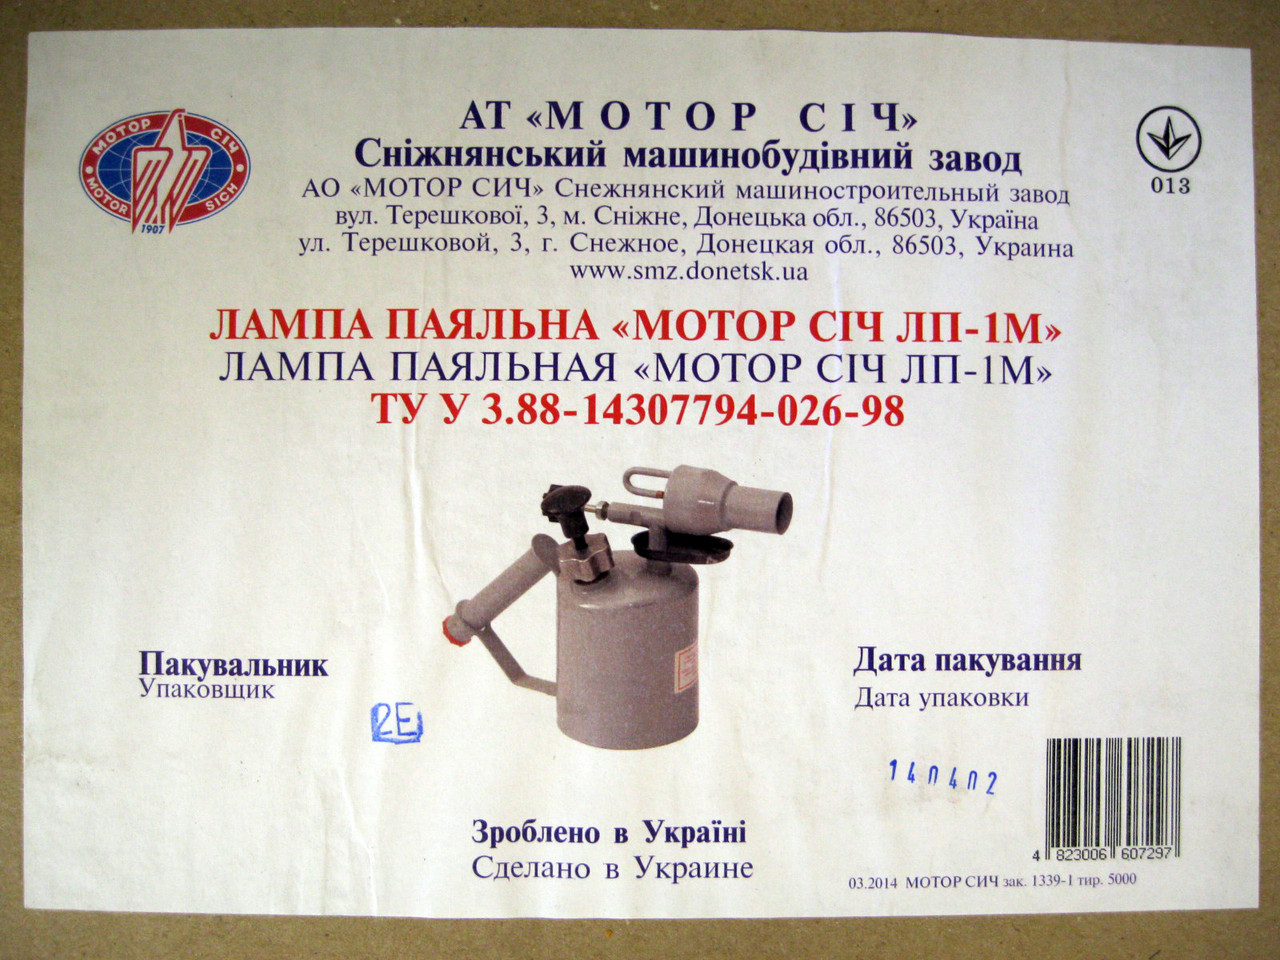 МОТОР СІЧ
MOTOR SICH
1907
АТ «МОТОР СІЧ»
Сніжнянський машинобудівний завод
АО «МОТОР СИЧ» Снежнянский машиностроительный завод
вул. Терешкової, 3, м. Сніжне, Донецька обл., 86503, Україна
ул. Терешковой, 3, г. Снежное, Донецкая обл., 86503, Украина
www.smz.donetsk.ua
013
ЛАМПА ПАЯЛЬНА «МОТОР СІЧ ЛП-1М»
ЛАМПА ПАЯЛЬНАЯ «МОТОР СІЧ ЛП-1М»
ТУ У 3.88-14307794-026-98
Пакувальник
Упаковщик
2Е
Дата пакування
Дата упаковки
140402
Зроблено в Україні
Сделано в Украине
4 823006 607297
03.2014 МОТОР СИЧ зак. 1339-1 тир. 5000